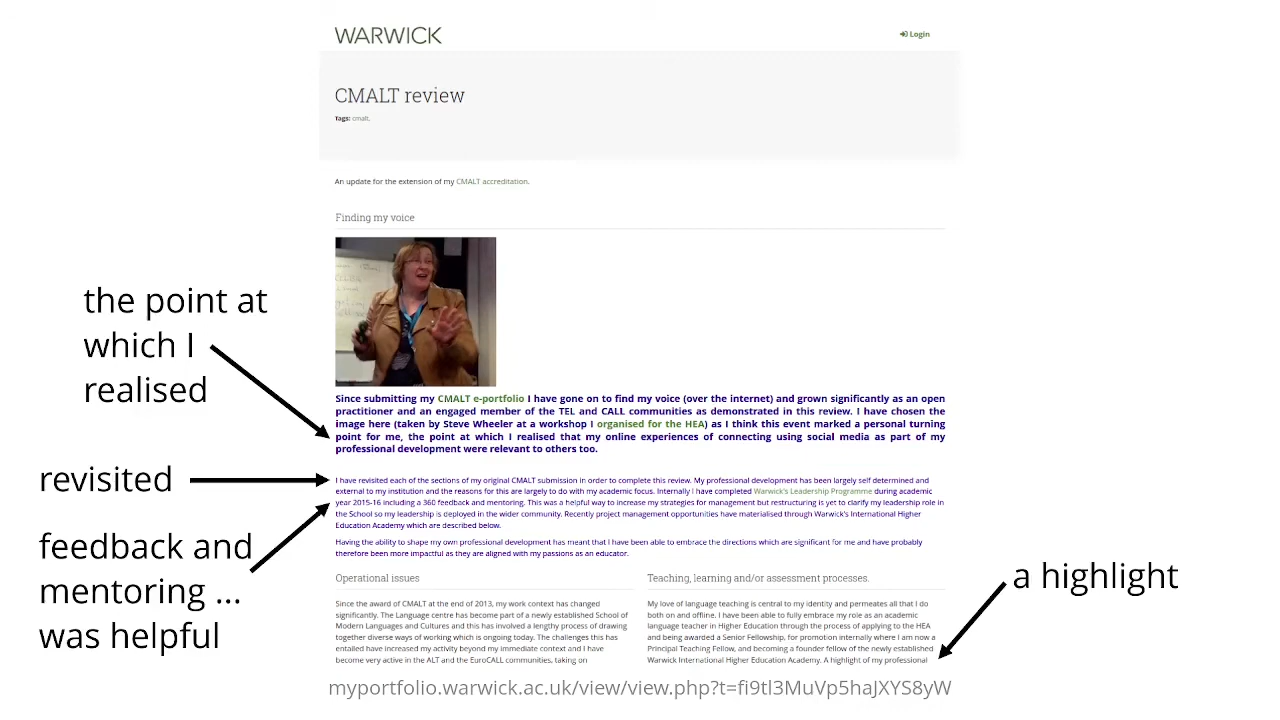 WARWICK
Login
CMALT review
Tags: cmalt.
An update for the extension of my CMALT accreditation.
Finding my voice
the point at
which I
realised
Since submitting my CMALT e-portfolio I have gone on to find my voice (over the internet) and grown significantly as an open
practitioner and an engaged member of the TEL and CALL communities as demonstrated in this review. I have chosen the
image here (taken by Steve Wheeler at a workshop I organised for the HEA) as I think this event marked a personal turning
point for me, the point at which I realised that my online experiences of connecting using social media as part of my
professional development were relevant to others too.
revisited
I have revisited each of the sections of my original CMALT submission in order to complete this review. My professional development has been largely self determined and
external to my institution and the reasons for this are largely to do with my academic focus. Internally I have completed Warwick's Leadership Programme during academic
year 2015-16 including a 360 feedback and mentoring. This was a helpful way to increase my strategies for management but restructuring is yet to clarify my leadership role in
the School so my leadership is deployed in the wider community. Recently project management opportunities have materialised through Warwick's International Higher
Education Academy which are described below.
feedback and
mentoring ...
was helpful
Having the ability to shape my own professional development has meant that I have been able to embrace the directions which are significant for me and have probably
therefore been more impactful as they are aligned with my passions as an educator.
Operational issues
Since the award of CMALT at the end of 2013, my work context has changed
significantly. The Language centre has become part of a newly established School of
Modern Languages and Cultures and this has involved a lengthy process of drawing
together diverse ways of working which is ongoing today. The challenges this has
entailed have increased my activity beyond my immediate context and I have
become very active in the ALT and the EuroCALL communities, taking on
Teaching, learning and/or assessment processes.
My love of language teaching is central to my identity and permeates all that I do
both on and offline. I have been able to fully embrace my role as an academic
language teacher in Higher Education through the process of applying to the HEA
and being awarded a Senior Fellowship, for promotion internally where I am now a
Principal Teaching Fellow, and becoming a founder fellow of the newly established
Warwick International Higher Education Academy. A highlight of my professional
a highlight
myportfolio.warwick.ac.uk/view/view.php?t=fi9tl3MuVp5haJXYS8yW